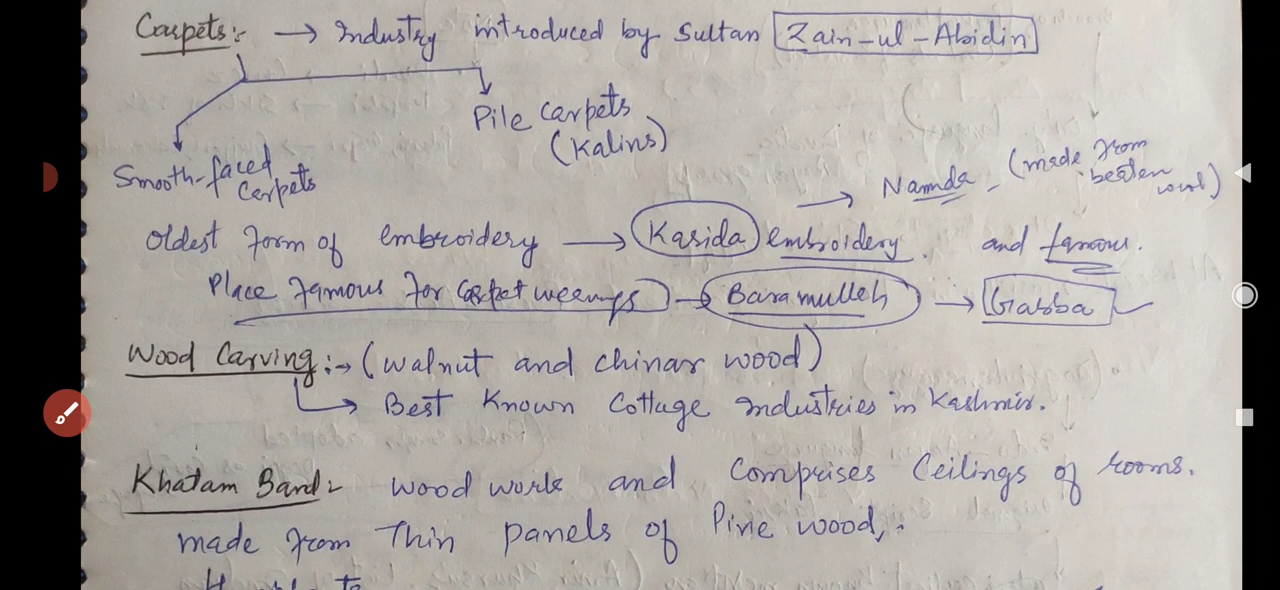 Carpets:- → Industry introduced by Sultan Zain-ul-Abidin
Pile carpets
(Kalins)
Smooth-faced
Carpets
→ Namda - (made from
beaten
wool)
Oldest form of embroidery → Kasida embroidery and famous.
Place famous for carpet weavings → Baramulleh → Gabba
Wood Carving:→ (walnut and chinar wood)
→ Best Known Cottage industries in Kashmir.
Khatam Band:- wood work and comprises ceilings of rooms.
made from Thin panels of Pine wood,.